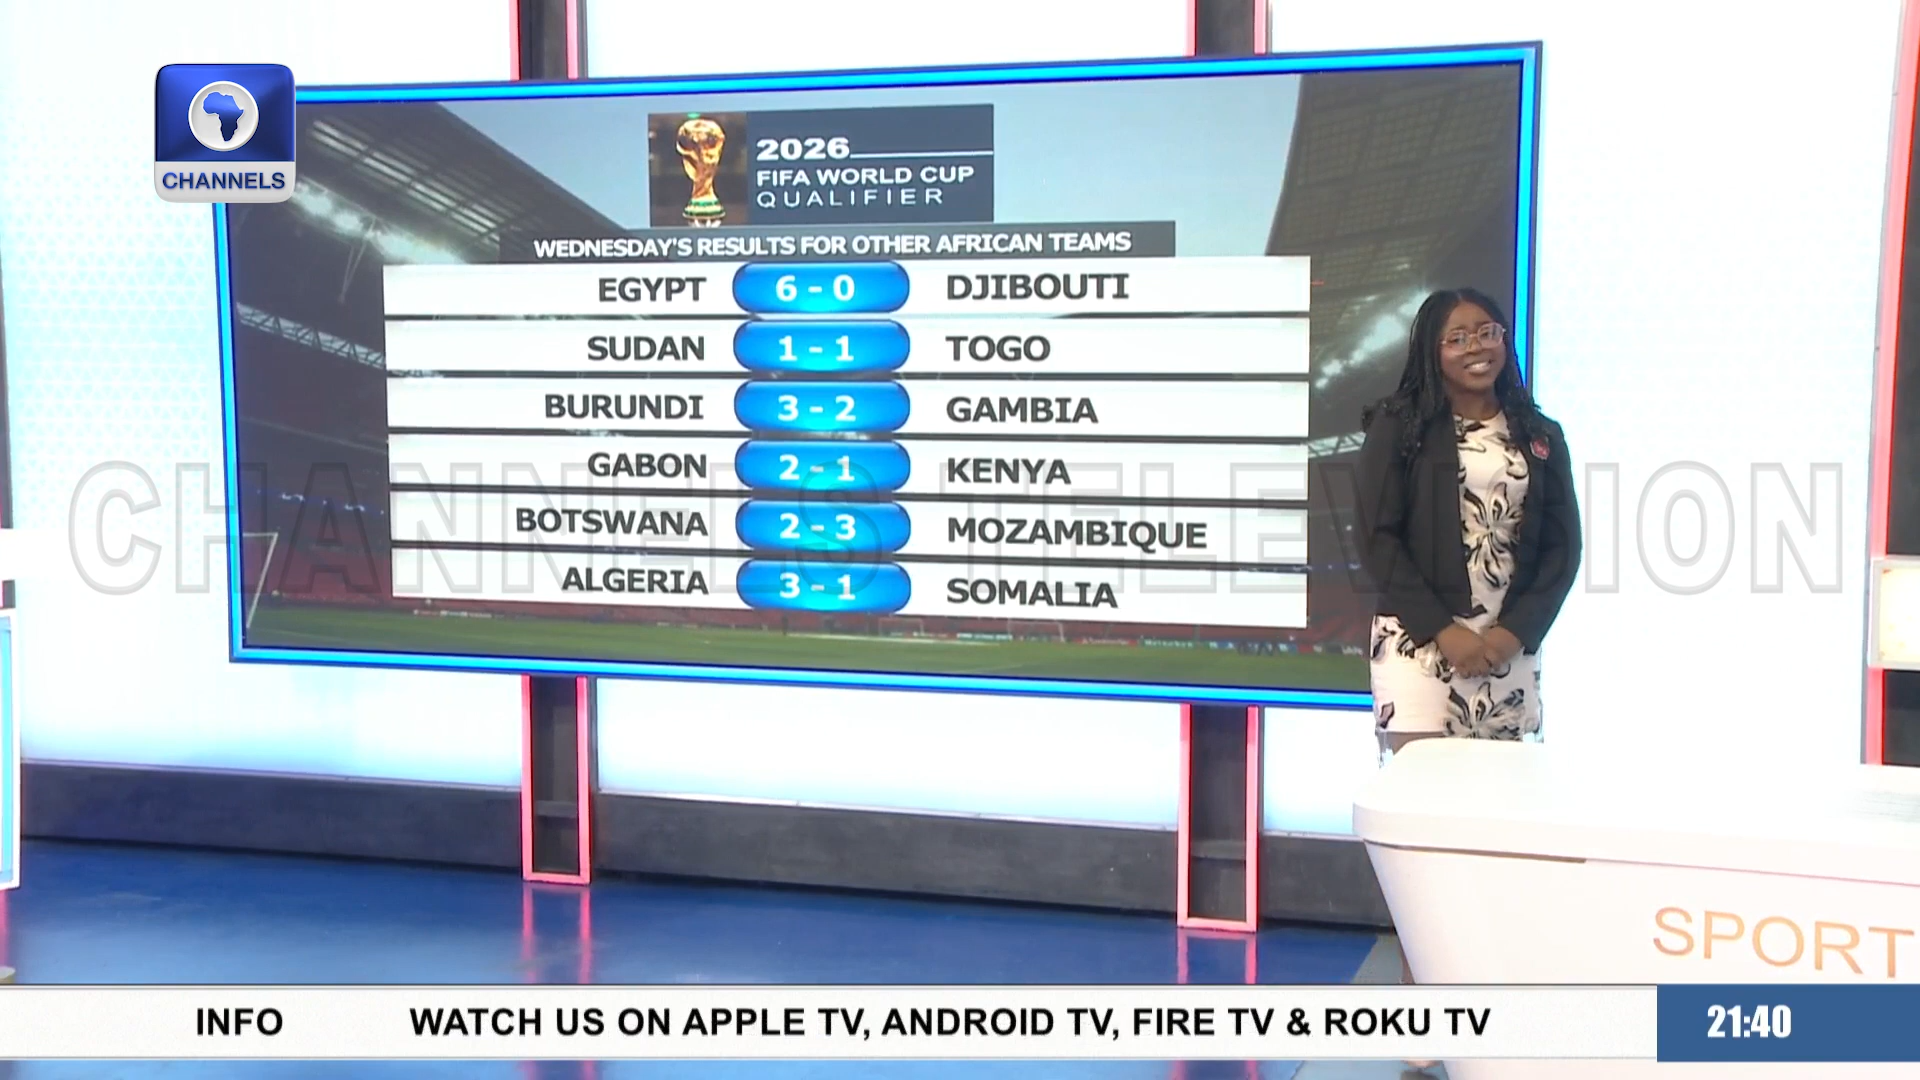 CHANNELS
2026
FIFA WORLD CUP
QUALIFIER
WEDNESDAY'S RESULTS FOR OTHER AFRICAN TEAMS
EGYPT 6 - 0 DJIBOUTI
SUDAN 1 - 1 TOGO
BURUNDI 3 - 2 GAMBIA
GABON 2 - 1 KENYA
BOTSWANA 2 - 3 MOZAMBIQUE
ALGERIA 3 - 1 SOMALIA
CHANNELS TELEVISION
SPORT
INFO WATCH US ON APPLE TV, ANDROID TV, FIRE TV & ROKU TV 21:40